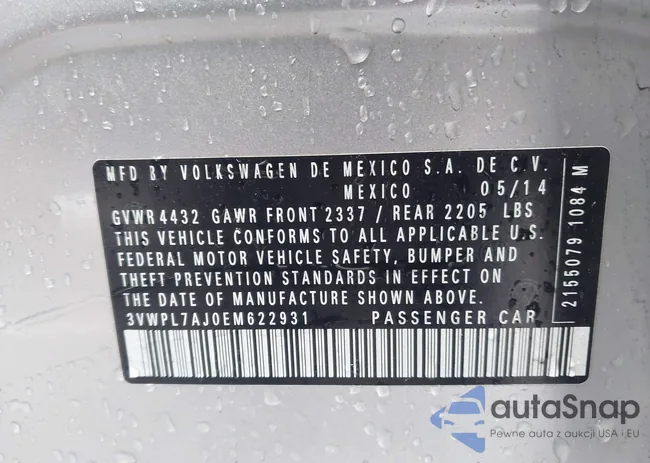 MFD BY VOLKSWAGEN DE MEXICO S.A. DE C.V.
MEXICO 05/14
GVWR4432 GAWR FRONT 2337 / REAR 2205 LBS
THIS VEHICLE CONFORMS TO ALL APPLICABLE U.S.
FEDERAL MOTOR VEHICLE SAFETY, BUMPER AND
THEFT PREVENTION STANDARDS IN EFFECT ON
THE DATE OF MANUFACTURE SHOWN ABOVE.
3VWPL7AJ0EM622931 PASSENGER CAR
2155079 1084 M
autaSnap
Pewne auta z aukcji USA i EU